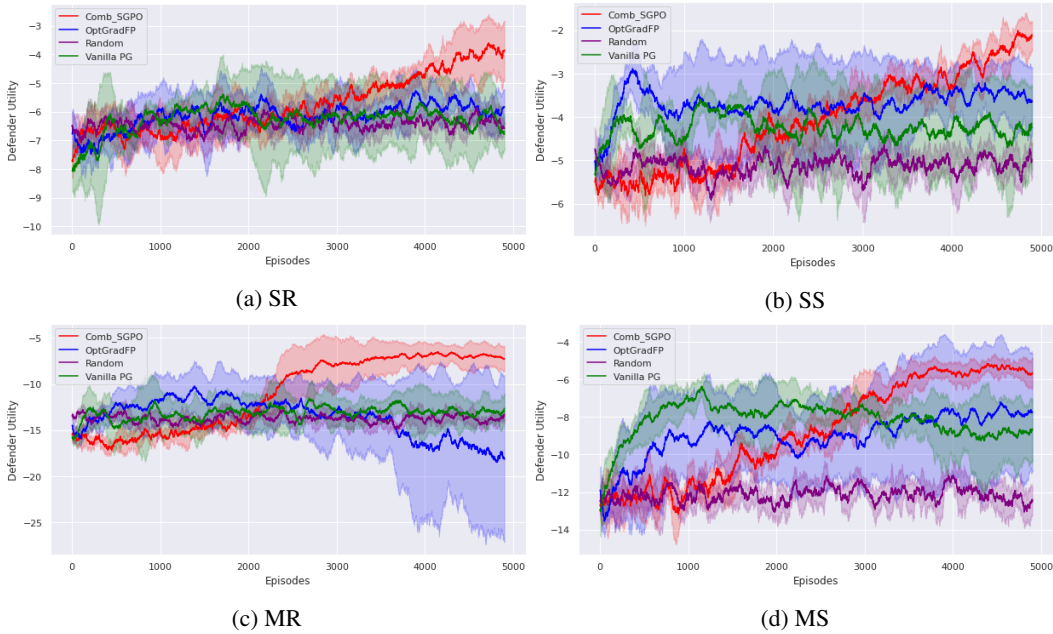 Comb_SGPO
OptGradFP
Random
Vanilla PG
Defender Utility
−3
−4
−5
−6
−7
−8
−9
−10
0 1000 2000 3000 4000 5000
Episodes
(a) SR
Comb_SGPO
OptGradFP
Random
Vanilla PG
Defender Utility
−2
−3
−4
−5
−6
0 1000 2000 3000 4000 5000
Episodes
(b) SS
Comb_SGPO
OptGradFP
Random
Vanilla PG
Defender Utility
−5
−10
−15
−20
−25
0 1000 2000 3000 4000 5000
Episodes
(c) MR
Comb_SGPO
OptGradFP
Random
Vanilla PG
Defender Utility
−4
−6
−8
−10
−12
−14
0 1000 2000 3000 4000 5000
Episodes
(d) MS